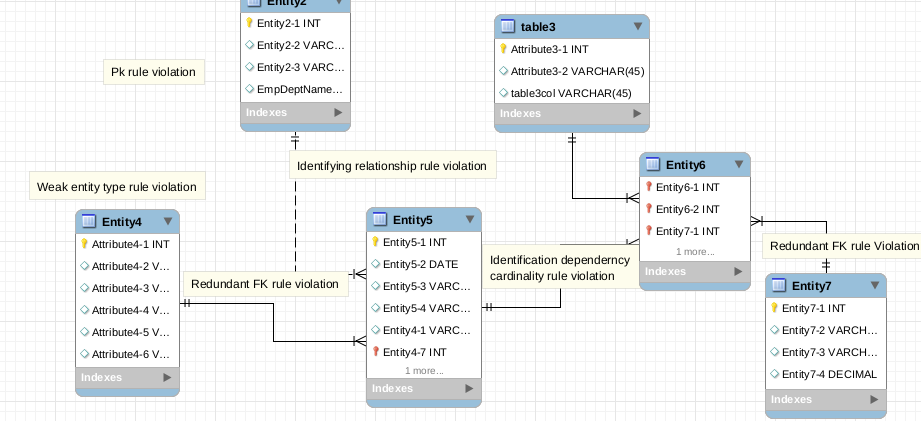 Entity2
Entity2-1 INT
Entity2-2 VARC...
Entity2-3 VARC...
EmpDeptName...
Indexes
table3
Attribute3-1 INT
Attribute3-2 VARCHAR(45)
table3col VARCHAR(45)
Indexes
Pk rule violation
Identifying relationship rule violation
Weak entity type rule violation
Entity6
Entity6-1 INT
Entity6-2 INT
Entity7-1 INT
1 more...
Indexes
Entity4
Attribute4-1 INT
Attribute4-2 V...
Attribute4-3 V...
Attribute4-4 V...
Attribute4-5 V...
Attribute4-6 V...
Indexes
Redundant FK rule violation
Entity5
Entity5-1 INT
Entity5-2 DATE
Entity5-3 VARC...
Entity5-4 VARC...
Entity4-1 VARC...
Entity4-7 INT
1 more...
Indexes
Identification dependerncy
cardinality rule violation
Redundant FK rule Violation
Entity7
Entity7-1 INT
Entity7-2 VARCH...
Entity7-3 VARCH...
Entity7-4 DECIMAL
Indexes